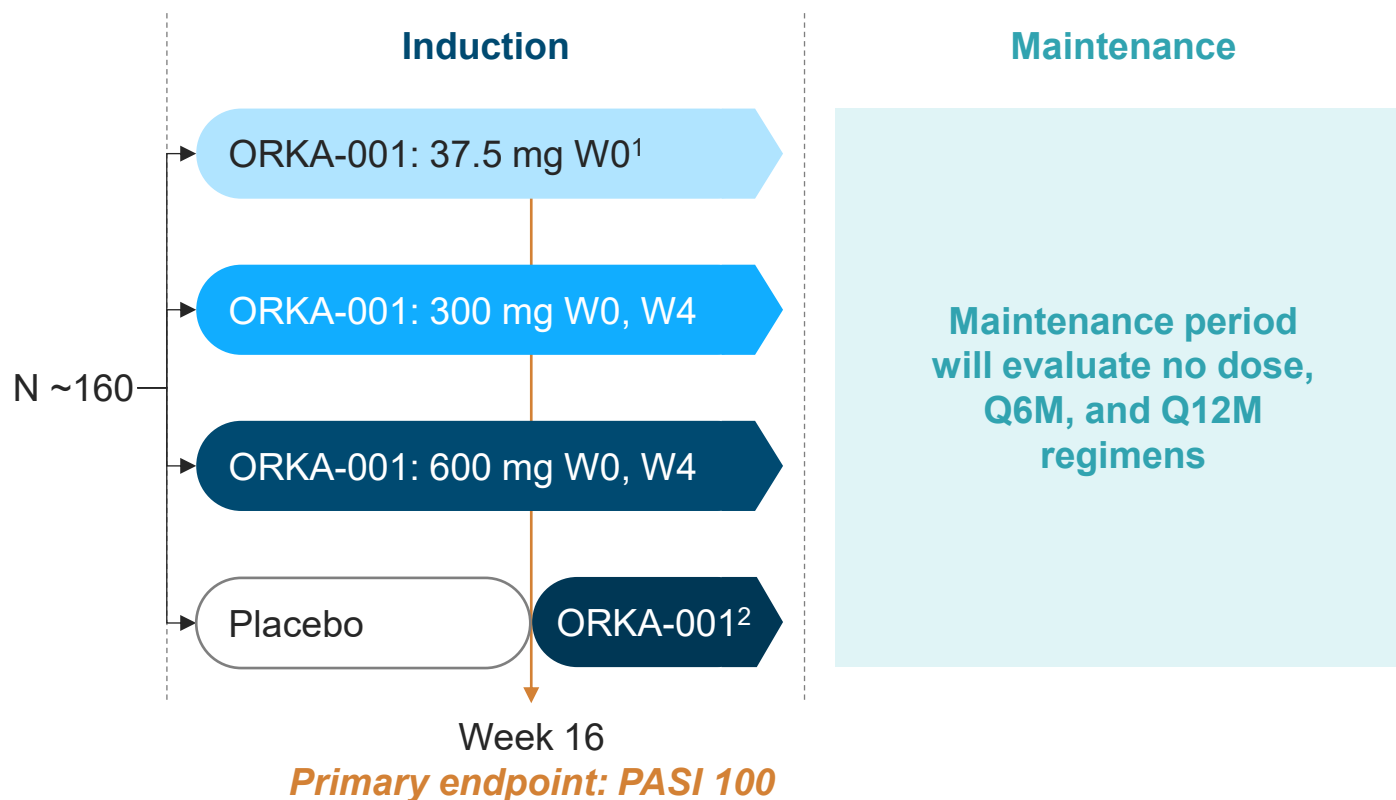 Induction
Maintenance
ORKA-001: 37.5 mg W0¹
ORKA-001: 300 mg W0, W4
N ~160
ORKA-001: 600 mg W0, W4
Placebo
ORKA-001²
Week 16
Primary endpoint: PASI 100
Maintenance period
will evaluate no dose,
Q6M, and Q12M
regimens